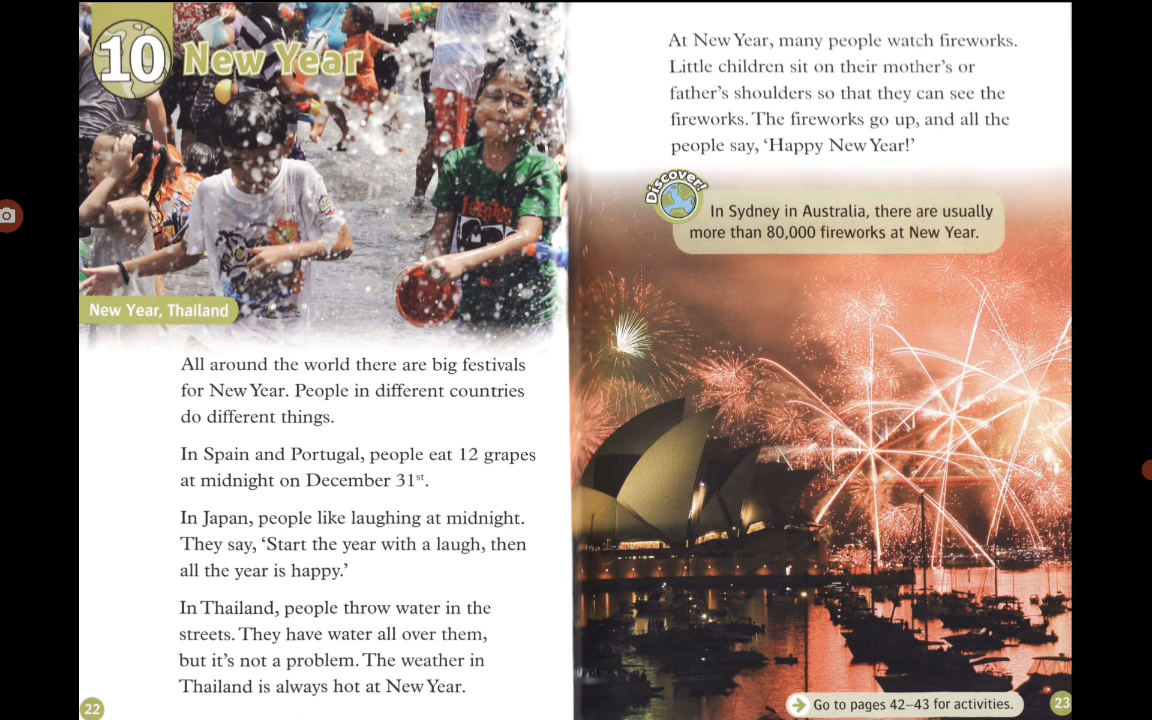 10 New Year
New Year, Thailand
All around the world there are big festivals
for New Year. People in different countries
do different things.
In Spain and Portugal, people eat 12 grapes
at midnight on December 31st.
In Japan, people like laughing at midnight.
They say, ‘Start the year with a laugh, then
all the year is happy.’
In Thailand, people throw water in the
streets. They have water all over them,
but it’s not a problem. The weather in
Thailand is always hot at New Year.
22
At New Year, many people watch fireworks.
Little children sit on their mother’s or
father’s shoulders so that they can see the
fireworks. The fireworks go up, and all the
people say, ‘Happy New Year!’
Discover!
In Sydney in Australia, there are usually
more than 80,000 fireworks at New Year.
Go to pages 42–43 for activities.
23